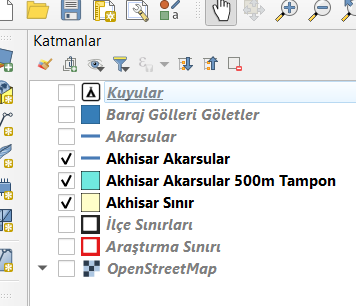 Katmanlar
Kuyular
Baraj Gölleri Göletler
Akarsular
Akhisar Akarsular
Akhisar Akarsular 500m Tampon
Akhisar Sınır
İlçe Sınırları
Araştırma Sınırı
OpenStreetMap